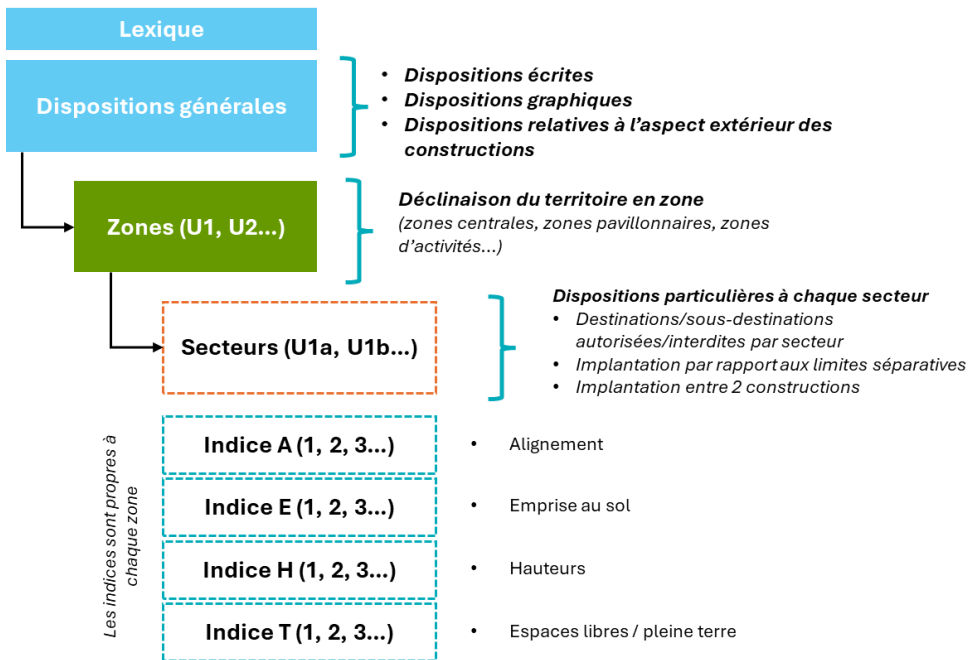 Lexique
Dispositions générales
• Dispositions écrites
• Dispositions graphiques
• Dispositions relatives à l'aspect extérieur des
constructions
Zones (U1, U2...)
Déclinaison du territoire en zone
(zones centrales, zones pavillonnaires, zones
d'activités...)
Secteurs (U1a, U1b...)
Dispositions particulières à chaque secteur
• Destinations/sous-destinations
autorisées/interdites par secteur
• Implantation par rapport aux limites séparatives
• Implantation entre 2 constructions
Les indices sont propres à
chaque zone
Indice A (1, 2, 3...)
• Alignement
Indice E (1, 2, 3...)
• Emprise au sol
Indice H (1, 2, 3...)
• Hauteurs
Indice T (1, 2, 3...)
• Espaces libres / pleine terre